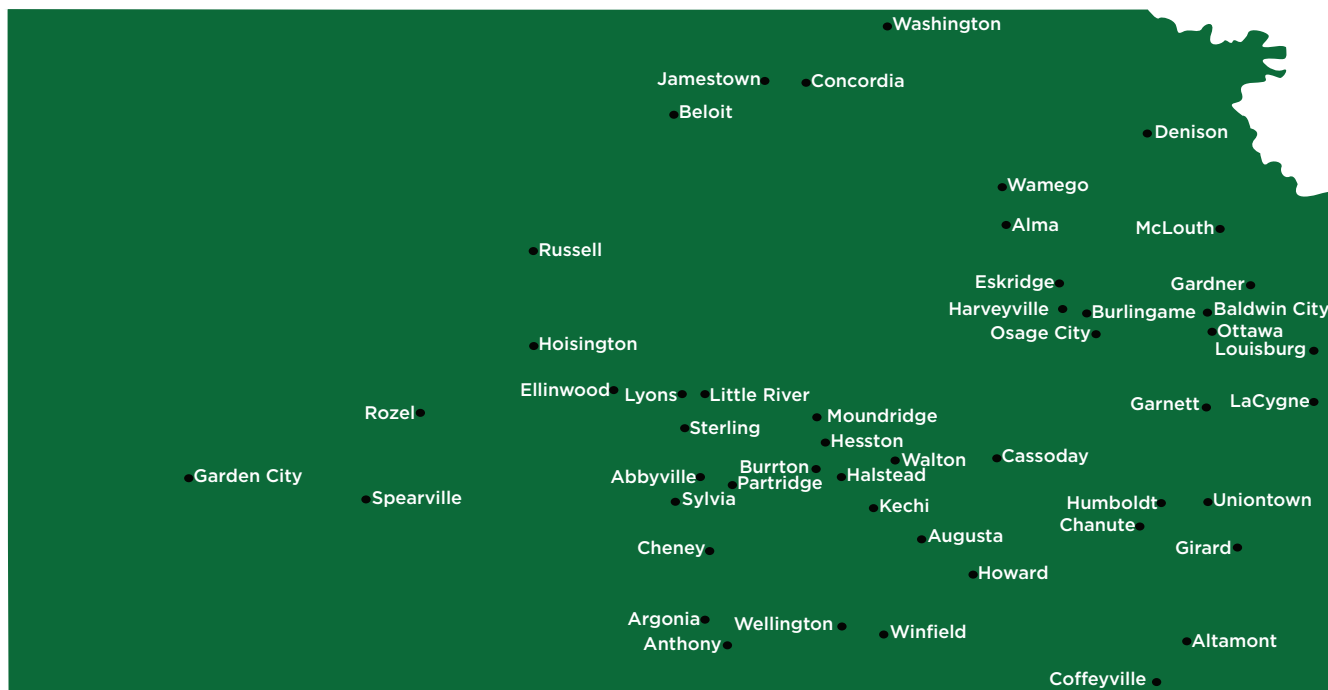 Washington
Jamestown
Concordia
Beloit
Denison
Wamego
Alma
McLouth
Russell
Eskridge
Gardner
Harveyville
Burlingame
Baldwin City
Osage City
Ottawa
Hoisington
Louisburg
Ellinwood
Lyons
Little River
Rozel
Moundridge
Garnett
LaCygne
Sterling
Hesston
Cassoday
Walton
Burrton
Garden City
Abbyville
Halstead
Partridge
Spearville
Sylvia
Kechi
Humboldt
Uniontown
Chanute
Augusta
Cheney
Girard
Howard
Argonia
Wellington
Winfield
Anthony
Altamont
Coffeyville